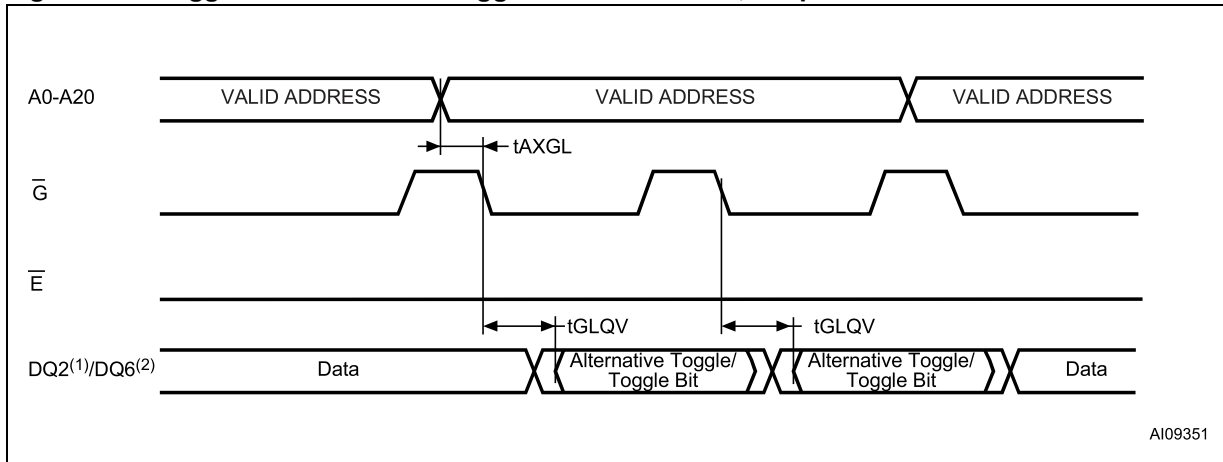 A0-A20 VALID ADDRESS VALID ADDRESS VALID ADDRESS
tAXGL
G
E
tGLQV tGLQV
DQ2(1)/DQ6(2) Data Alternative Toggle/ Toggle Bit Alternative Toggle/ Toggle Bit Data
AI09351